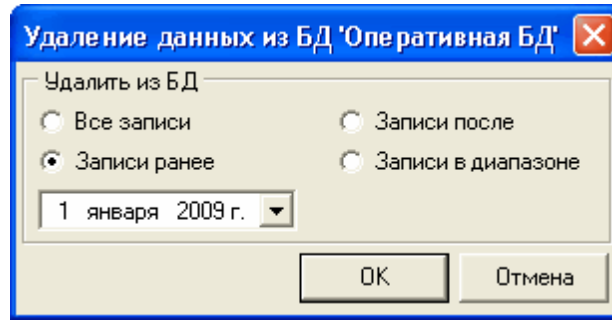 Удаление данных из БД 'Оперативная БД'
Удалить из БД
Все записи
Записи после
Записи ранее
Записи в диапазоне
1 января 2009 г.
OK
Отмена